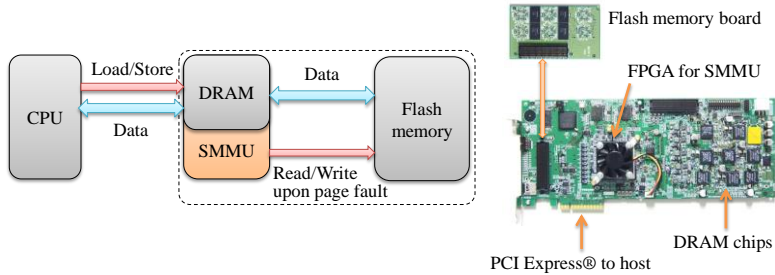 Flash memory board
Load/Store
Data
FPGA for SMMU
CPU
DRAM
Flash
memory
Data
SMMU
Read/Write
upon page fault
DRAM chips
PCI Express® to host